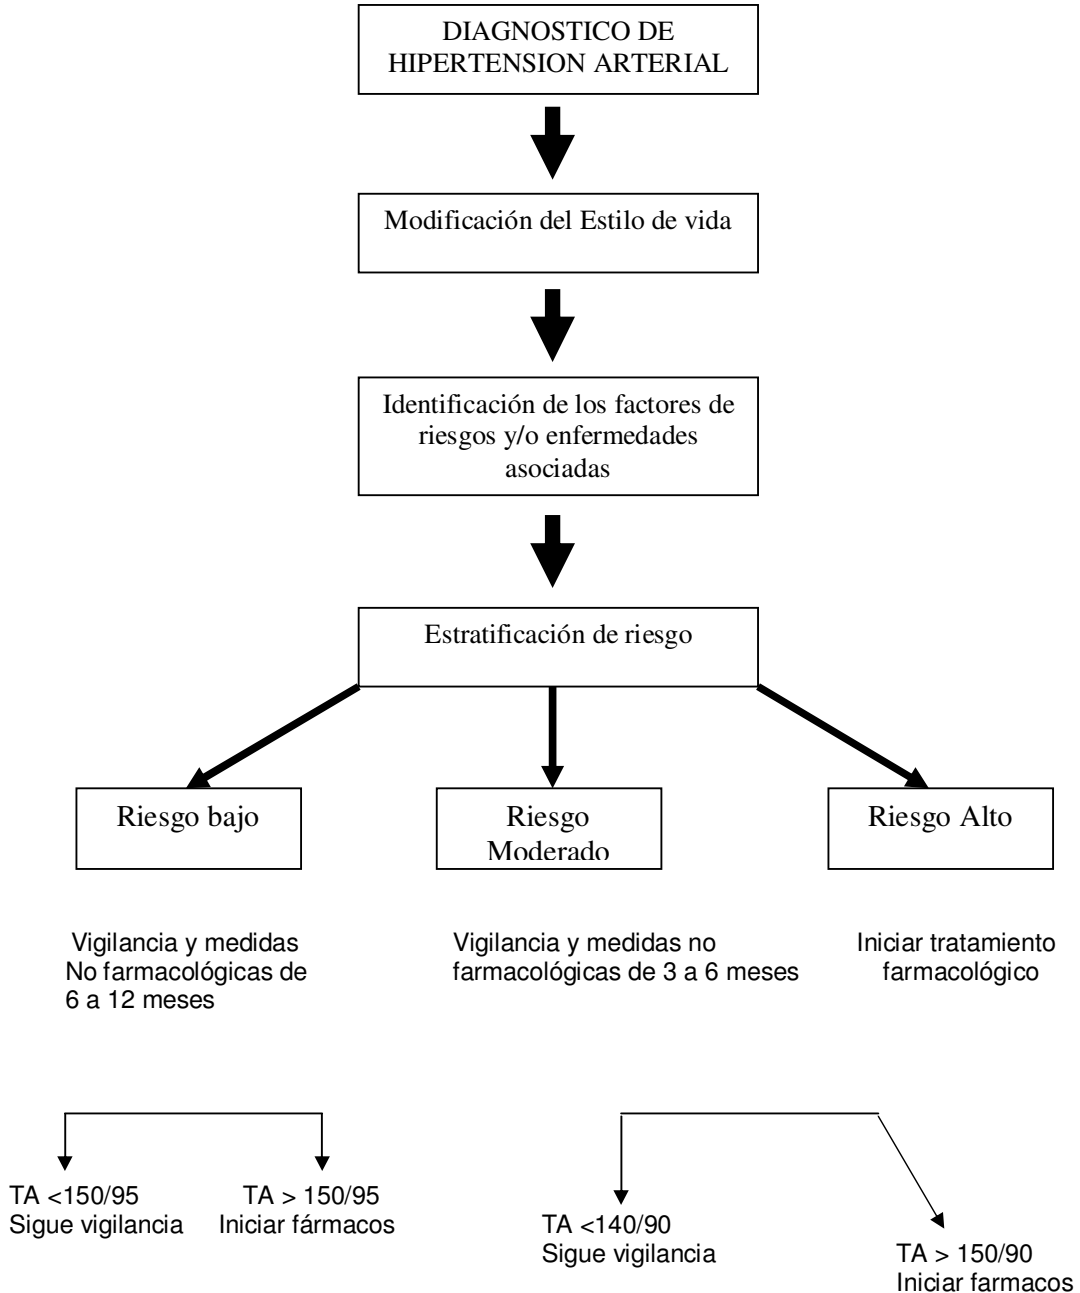 DIAGNOSTICO DE
HIPERTENSION ARTERIAL
Modificación del Estilo de vida
Identificación de los factores de
riesgos y/o enfermedades
asociadas
Estratificación de riesgo
Riesgo bajo
Riesgo
Moderado
Riesgo Alto
Vigilancia y medidas
No farmacológicas de
6 a 12 meses
Vigilancia y medidas no
farmacológicas de 3 a 6 meses
Iniciar tratamiento
farmacológico
TA <150/95
Sigue vigilancia
TA > 150/95
Iniciar fármacos
TA <140/90
Sigue vigilancia
TA > 150/90
Iniciar farmacos